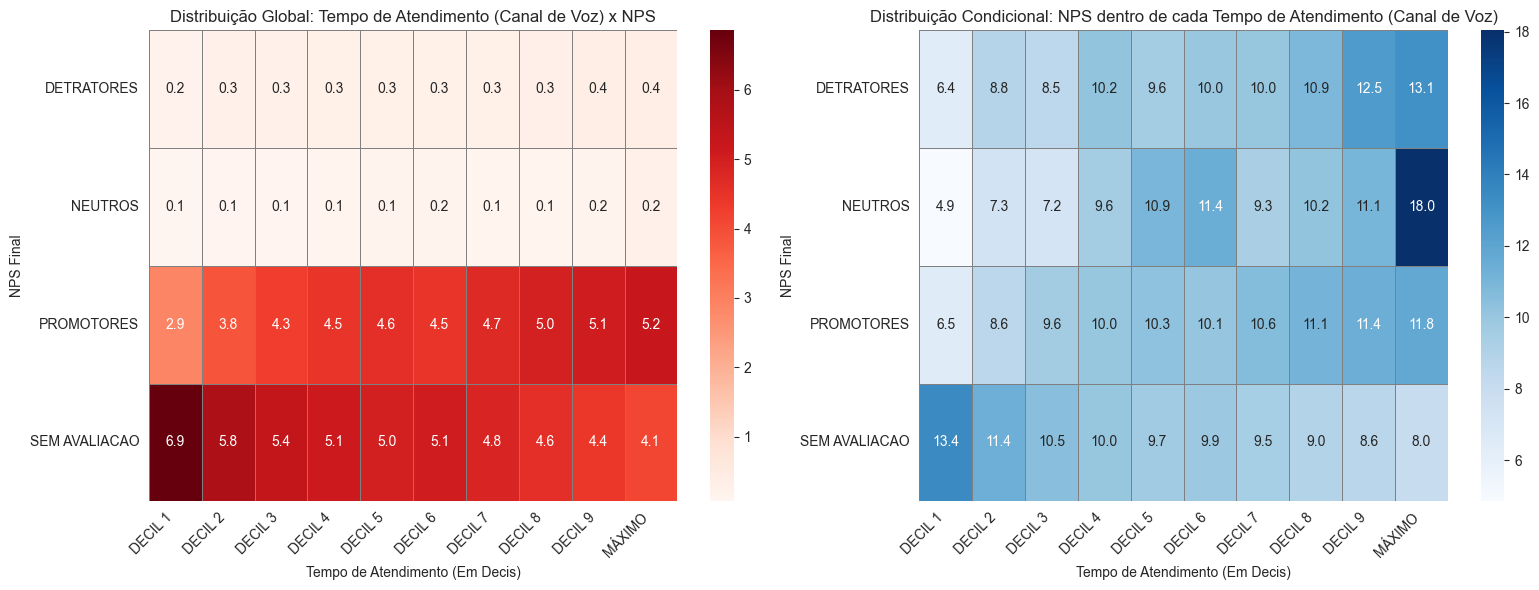 Distribuição Global: Tempo de Atendimento (Canal de Voz) x NPS
DETRATORES
0.2 0.3 0.3 0.3 0.3 0.3 0.3 0.3 0.4 0.4
NEUTROS
0.1 0.1 0.1 0.1 0.1 0.2 0.1 0.1 0.2 0.2
PROMOTORES
2.9 3.8 4.3 4.5 4.6 4.5 4.7 5.0 5.1 5.2
SEM AVALIACAO
6.9 5.8 5.4 5.1 5.0 5.1 4.8 4.6 4.4 4.1
NPS Final
DECIL 1
DECIL 2
DECIL 3
DECIL 4
DECIL 5
DECIL 6
DECIL 7
DECIL 8
DECIL 9
MÁXIMO
Tempo de Atendimento (Em Decis)
6
5
4
3
2
1
Distribuição Condicional: NPS dentro de cada Tempo de Atendimento (Canal de Voz)
DETRATORES
6.4 8.8 8.5 10.2 9.6 10.0 10.0 10.9 12.5 13.1
NEUTROS
4.9 7.3 7.2 9.6 10.9 11.4 9.3 10.2 11.1 18.0
PROMOTORES
6.5 8.6 9.6 10.0 10.3 10.1 10.6 11.1 11.4 11.8
SEM AVALIACAO
13.4 11.4 10.5 10.0 9.7 9.9 9.5 9.0 8.6 8.0
NPS Final
DECIL 1
DECIL 2
DECIL 3
DECIL 4
DECIL 5
DECIL 6
DECIL 7
DECIL 8
DECIL 9
MÁXIMO
Tempo de Atendimento (Em Decis)
18
16
14
12
10
8
6